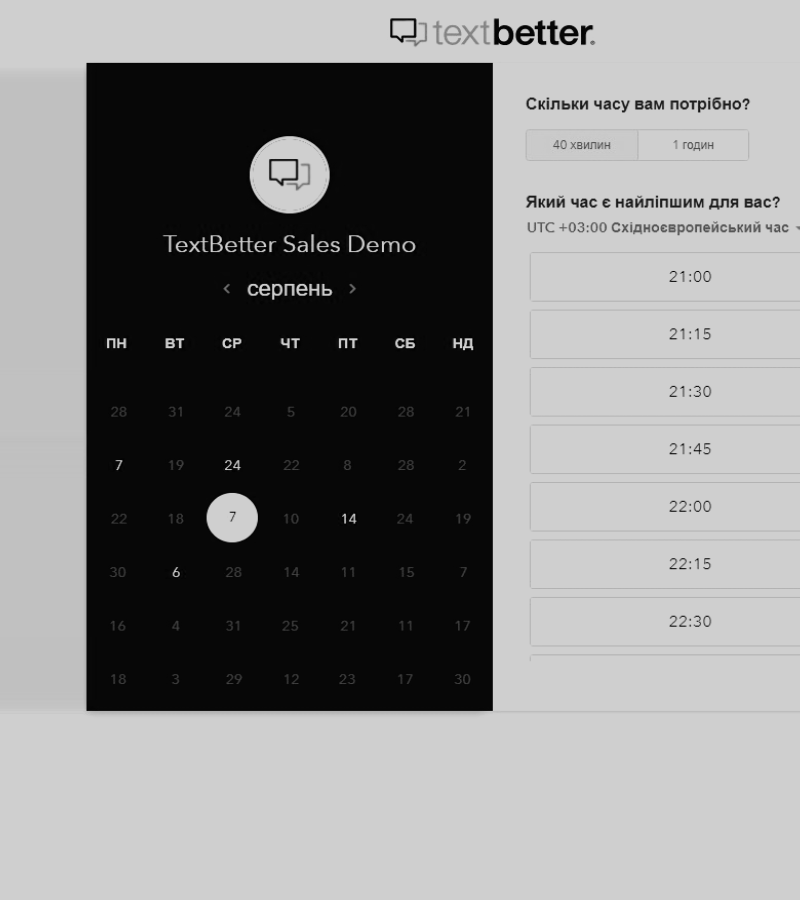 textbetter.
TextBetter Sales Demo
серпень
ПН ВТ СР ЧТ ПТ СБ НД
28 31 24 5 20 28 21
7 19 24 22 8 28 2
22 18 7 10 14 24 19
30 6 28 14 11 15 7
16 4 31 25 21 11 17
18 3 29 12 23 17 30
Скільки часу вам потрібно?
40 хвилин 1 годин
Який час є найліпшим для вас?
UTC +03:00 Східноєвропейський час
21:00
21:15
21:30
21:45
22:00
22:15
22:30